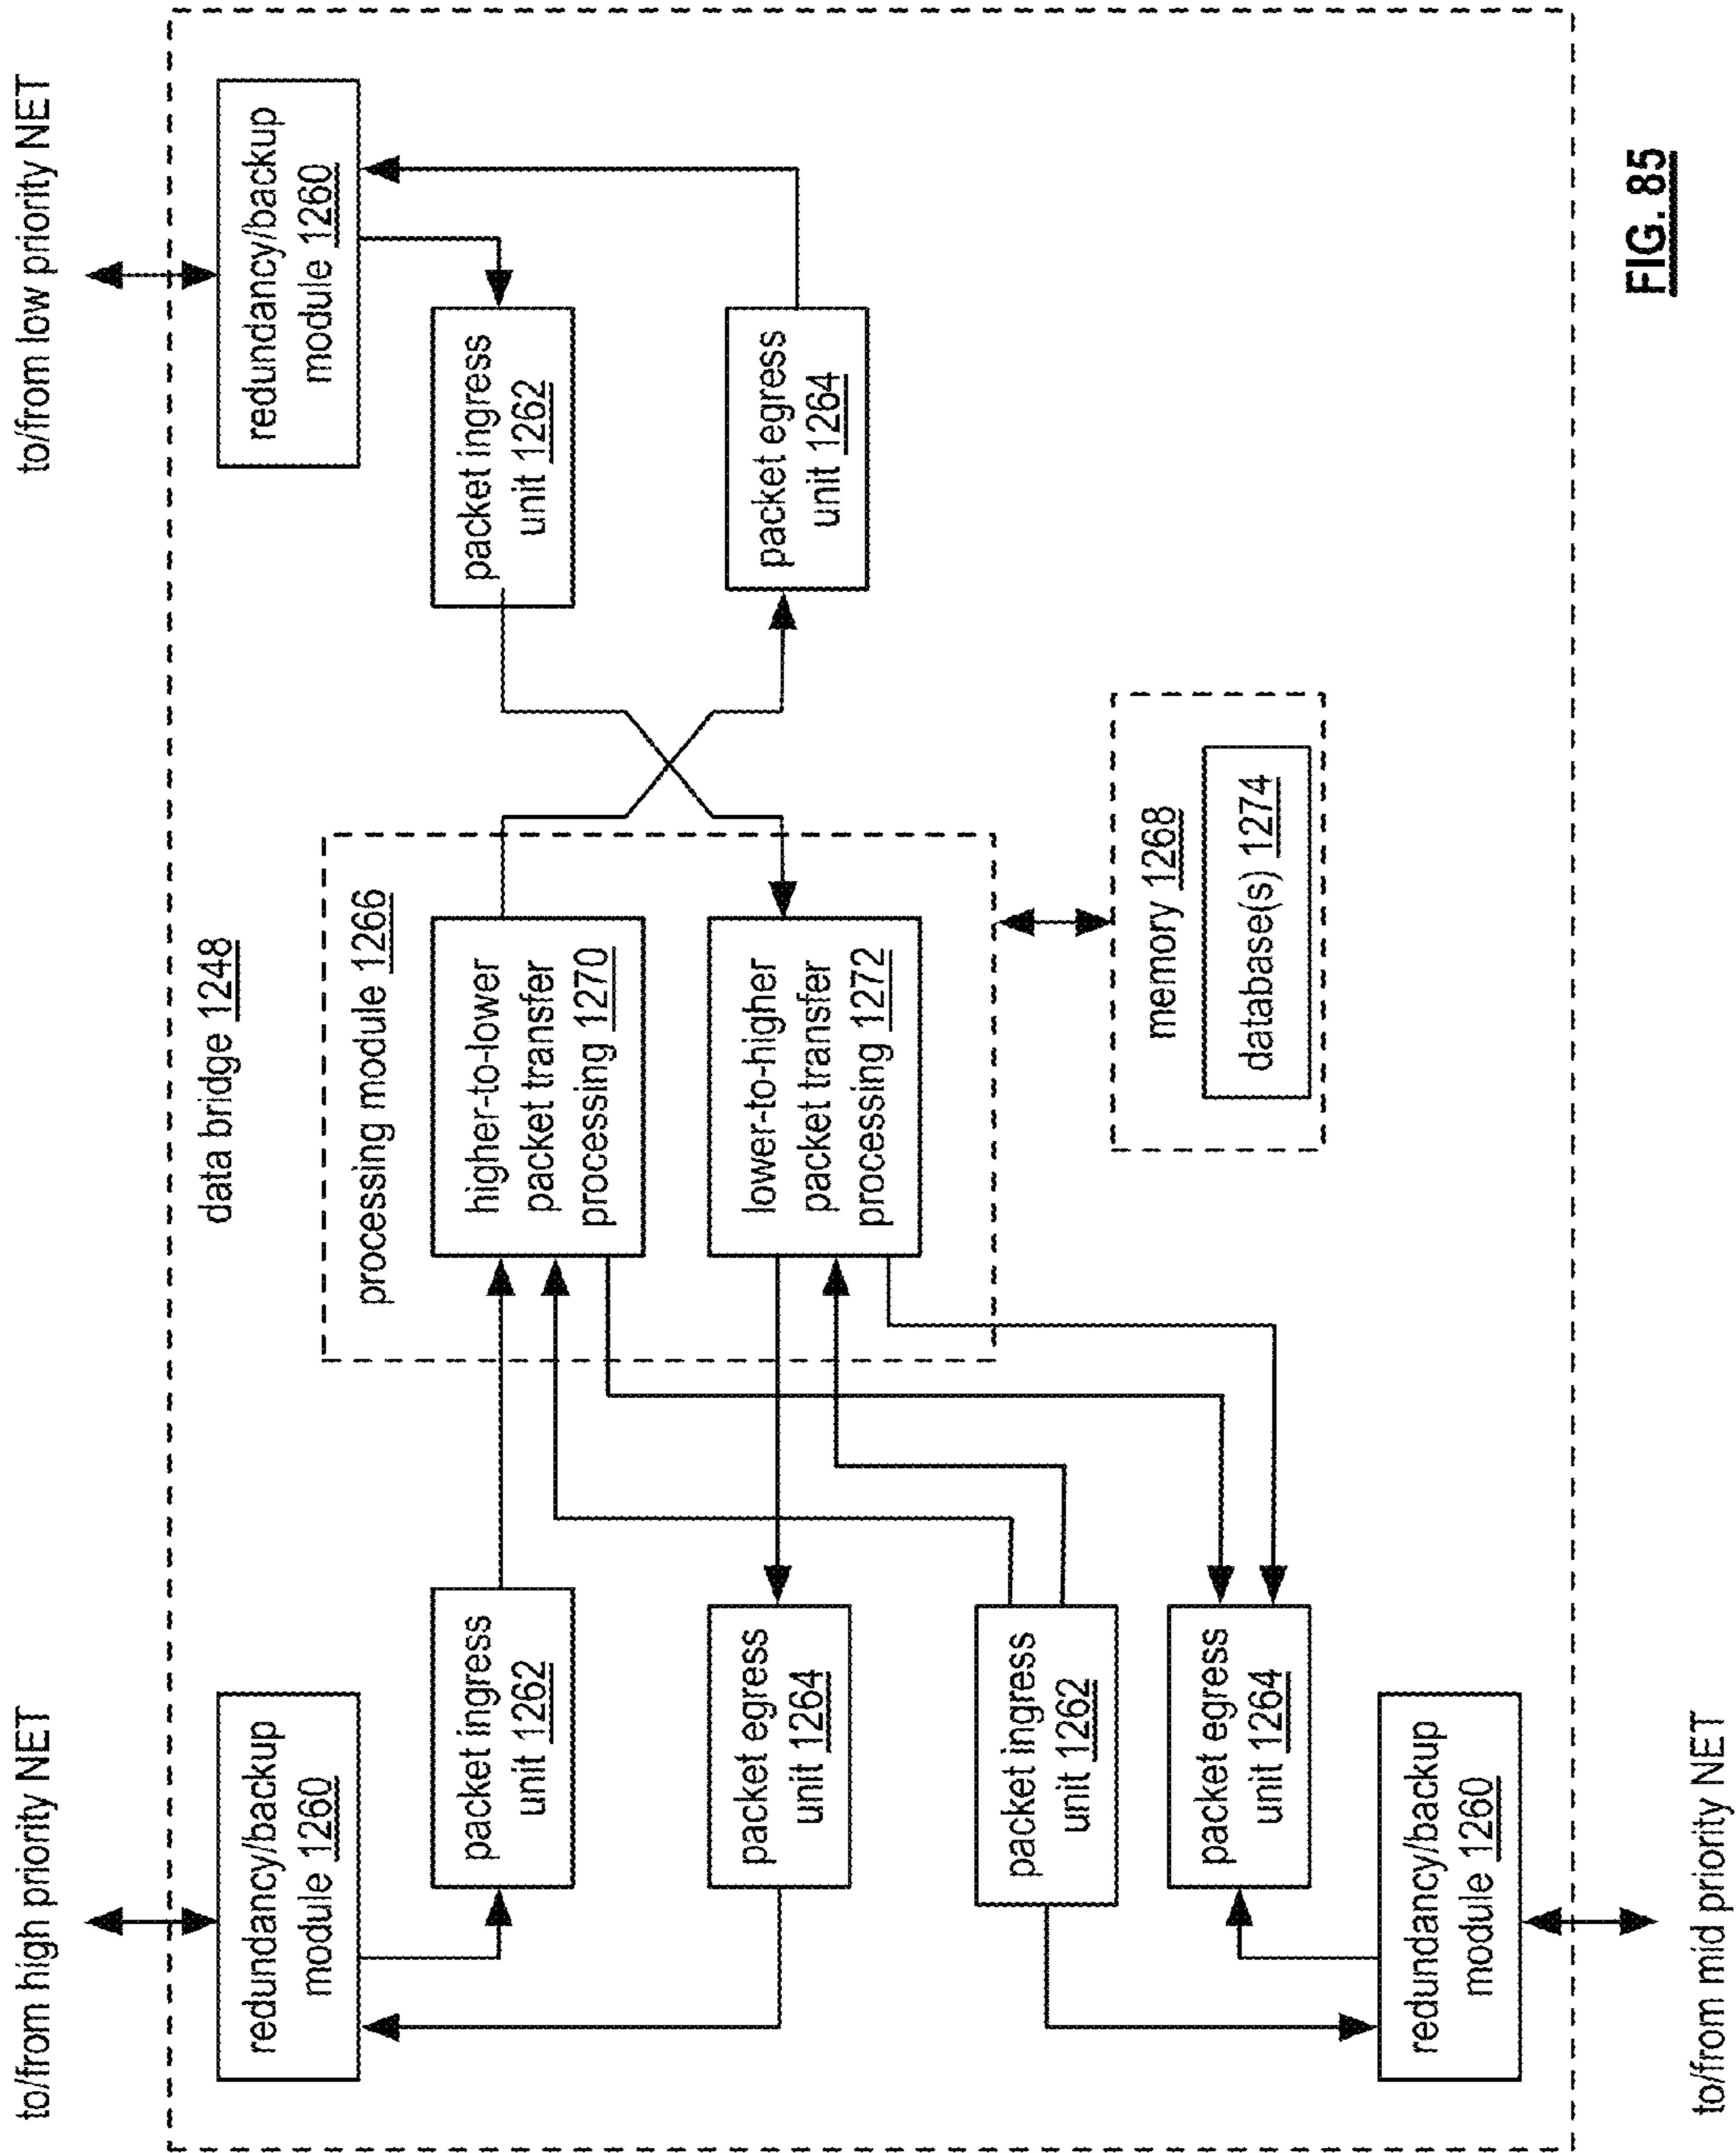 to/from high priority NET
to/from low priority NET
data bridge 1248
redundancy/backup
module 1260
redundancy/backup
module 1260
processing module 1266
packet ingress
unit 1262
higher-to-lower
packet transfer
processing 1270
packet ingress
unit 1262
packet egress
unit 1264
lower-to-higher
packet transfer
processing 1272
packet egress
unit 1264
packet ingress
unit 1262
packet egress
unit 1264
memory 1268
database(s) 1274
redundancy/backup
module 1260
to/from mid priority NET
FIG. 85